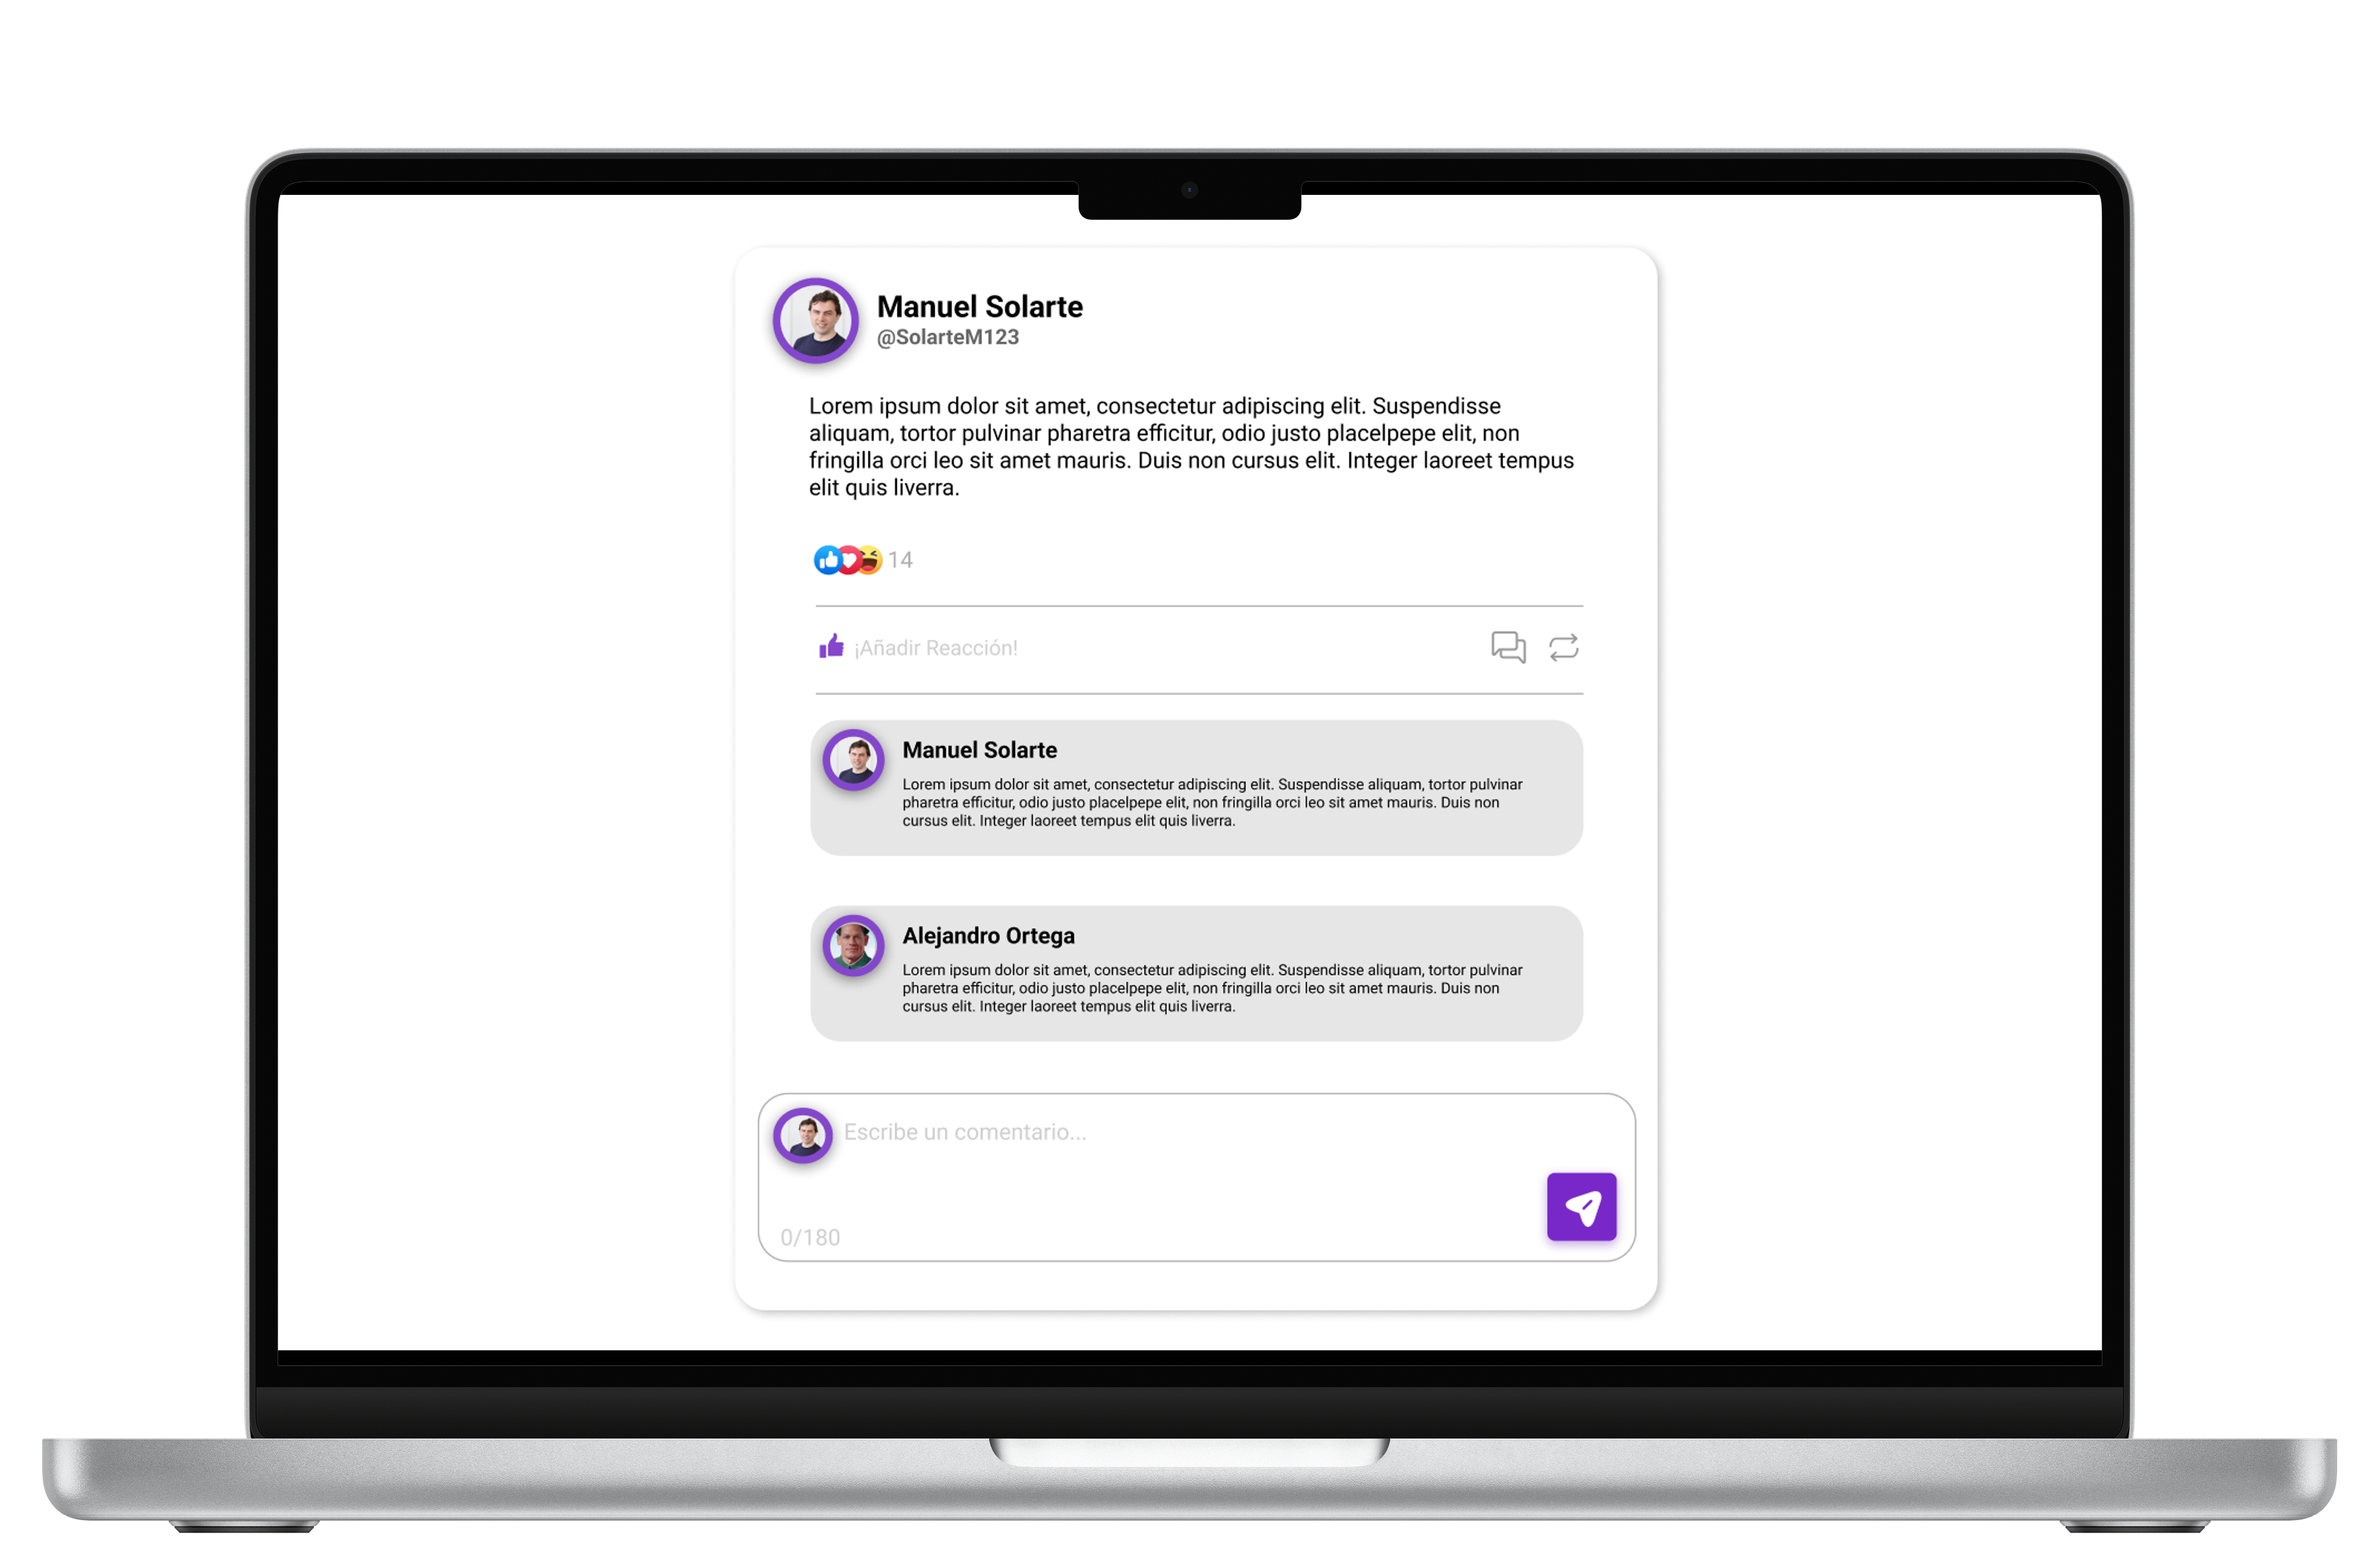 Manuel Solarte
@SolarteM123
Lorem ipsum dolor sit amet, consectetur adipiscing elit. Suspendisse
aliquam, tortor pulvinar pharetra efficitur, odio justo placelpepe elit, non
fringilla orci leo sit amet mauris. Duis non cursus elit. Integer laoreet tempus
elit quis liverra.
14
¡Añadir Reacción!
Manuel Solarte
Lorem ipsum dolor sit amet, consectetur adipiscing elit. Suspendisse aliquam, tortor pulvinar
pharetra efficitur, odio justo placelpepe elit, non fringilla orci leo sit amet mauris. Duis non
cursus elit. Integer laoreet tempus elit quis liverra.
Alejandro Ortega
Lorem ipsum dolor sit amet, consectetur adipiscing elit. Suspendisse aliquam, tortor pulvinar
pharetra efficitur, odio justo placelpepe elit, non fringilla orci leo sit amet mauris. Duis non
cursus elit. Integer laoreet tempus elit quis liverra.
Escribe un comentario...
0/180